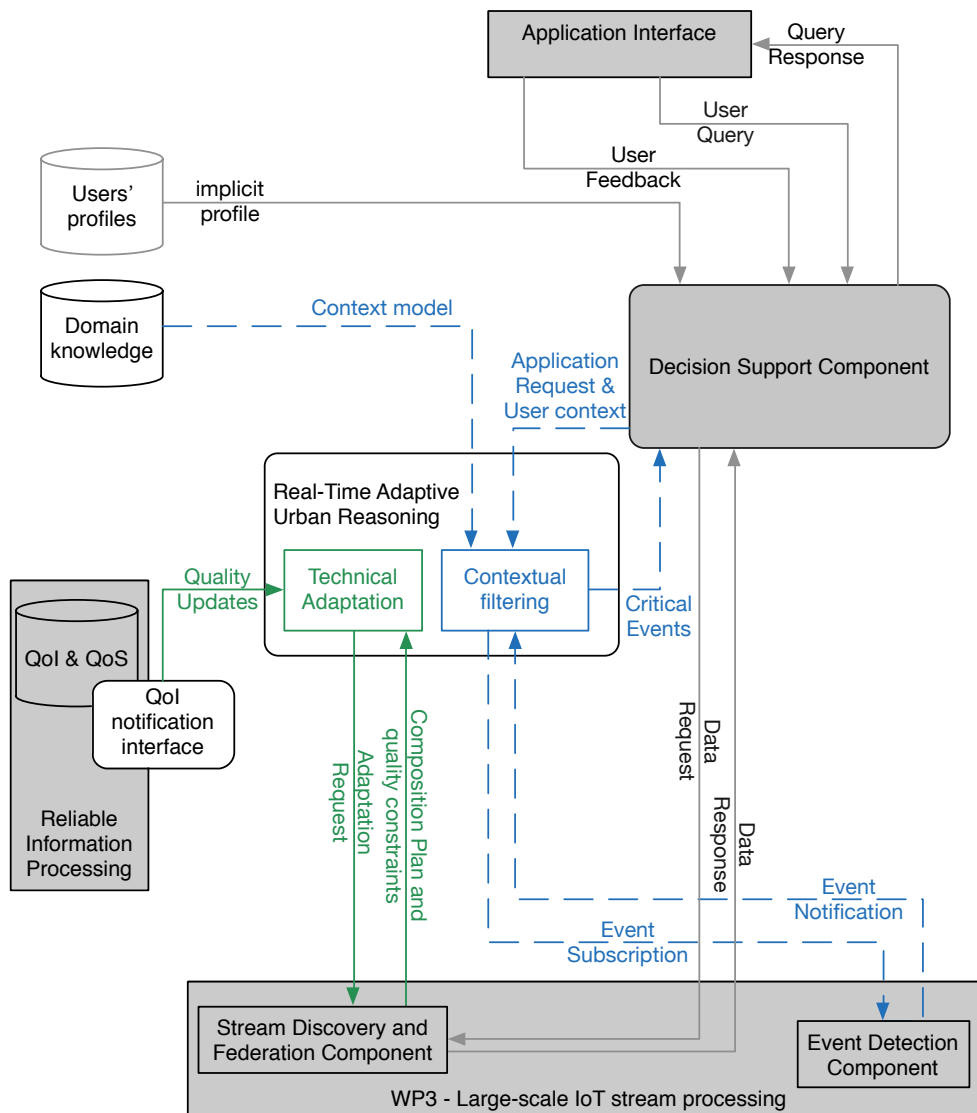 Application Interface
Query
Response
User
Query
User
Feedback
Users'
profiles
implicit
profile
Domain
knowledge
Context model
Application
Request &
User context
Decision Support Component
Real-Time Adaptive
Urban Reasoning
Quality
Updates
Technical
Adaptation
Contextual
filtering
Critical
Events
QoI & QoS
QoI
notification
interface
Reliable
Information
Processing
Adaptation
Request
Composition Plan and
quality constraints
Data
Request
Data
Response
Event
Notification
Event
Subscription
Stream Discovery and
Federation Component
Event Detection
Component
WP3 - Large-scale IoT stream processing